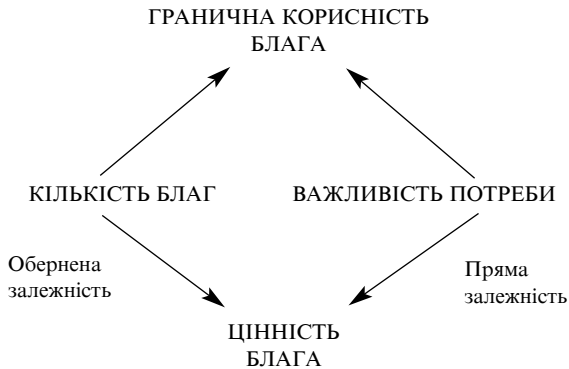 ГРАНИЧНА КОРИСНІСТЬ
БЛАГА
КІЛЬКІСТЬ БЛАГ
ВАЖЛИВІСТЬ ПОТРЕБИ
Обернена
залежність
Пряма
залежність
ЦІННІСТЬ
БЛАГА